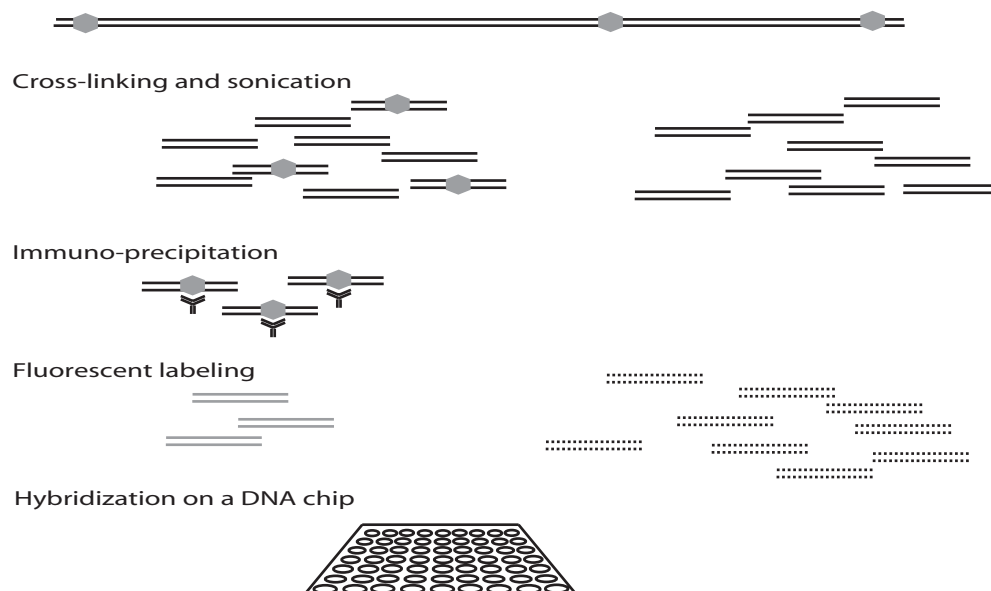 Cross-linking and sonication
Immuno-precipitation
Fluorescent labeling
Hybridization on a DNA chip